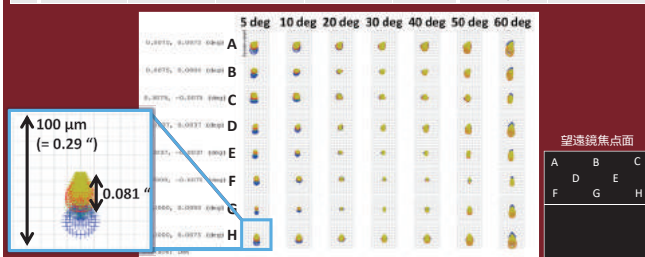 5 deg 10 deg 20 deg 30 deg 40 deg 50 deg 60 deg
A
B
C
D
E
F
G
H
100 μm
(= 0.29 “)
0.081 “
望遠鏡焦点面
A B C
D E
F G H